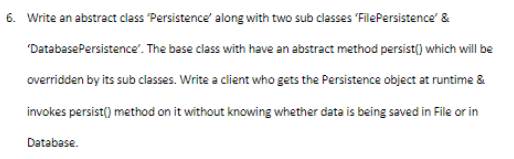 6. Write an abstract class 'Persistence' along with two sub classes 'FilePersistence' &
'DatabasePersistence'. The base class with have an abstract method persist() which will be
overridden by its sub classes. Write a client who gets the Persistence object at runtime &
invokes persist() method on it without knowing whether data is being saved in File or in
Database.